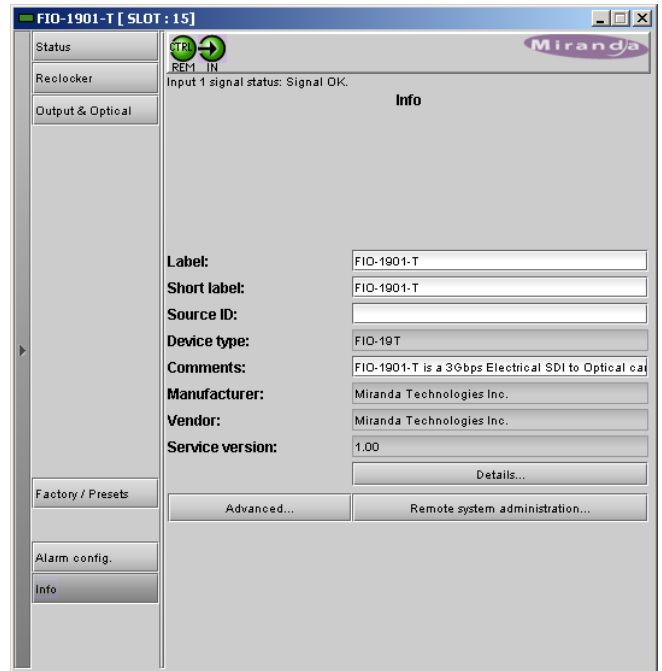 FIO-1901-T [ SLOT : 15]
Status
Reclocker
Output & Optical
Factory / Presets
Alarm config.
Info
CTRL
REM IN
Miranda
Input 1 signal status: Signal OK.
Info
Label: FIO-1901-T
Short label: FIO-1901-T
Source ID:
Device type: FIO-19T
Comments: FIO-1901-T is a 3Gbps Electrical SDI to Optical car
Manufacturer: Miranda Technologies Inc.
Vendor: Miranda Technologies Inc.
Service version: 1.00
Details...
Advanced... Remote system administration...